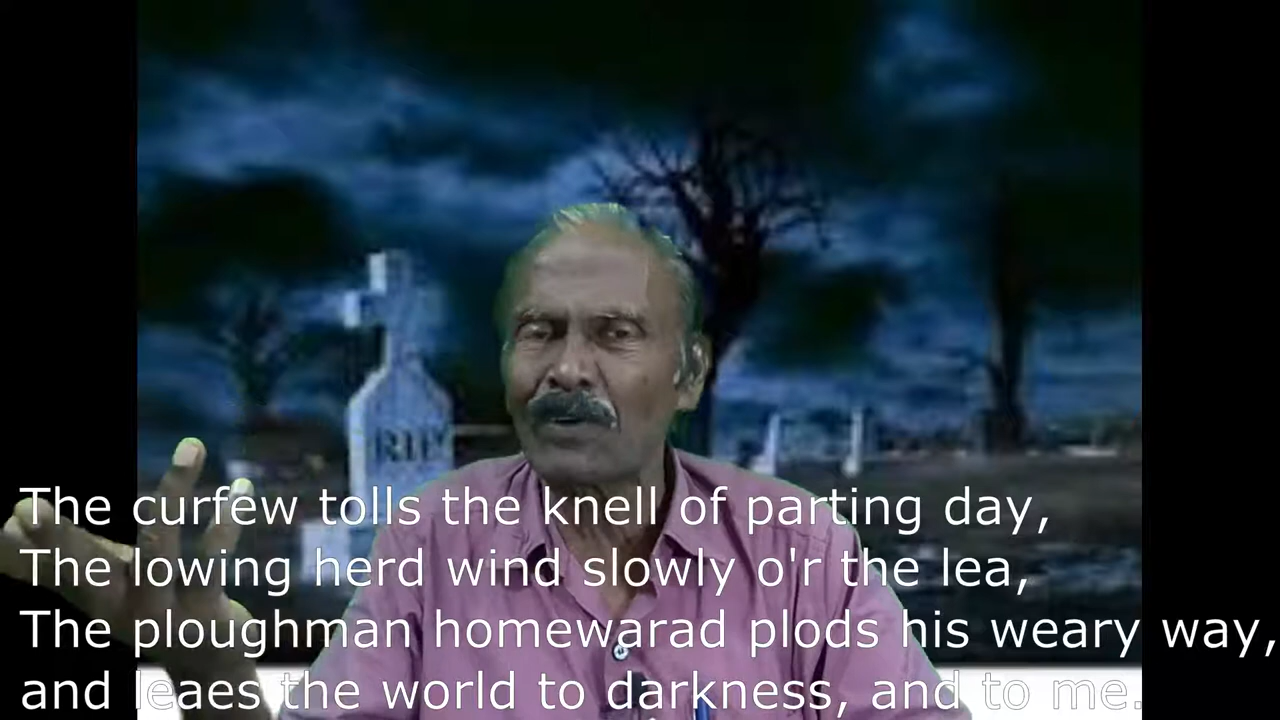 RIP
The curfew tolls the knell of parting day,
The lowing herd wind slowly o'r the lea,
The ploughman homewarad plods his weary way,
and leaes the world to darkness, and to me.